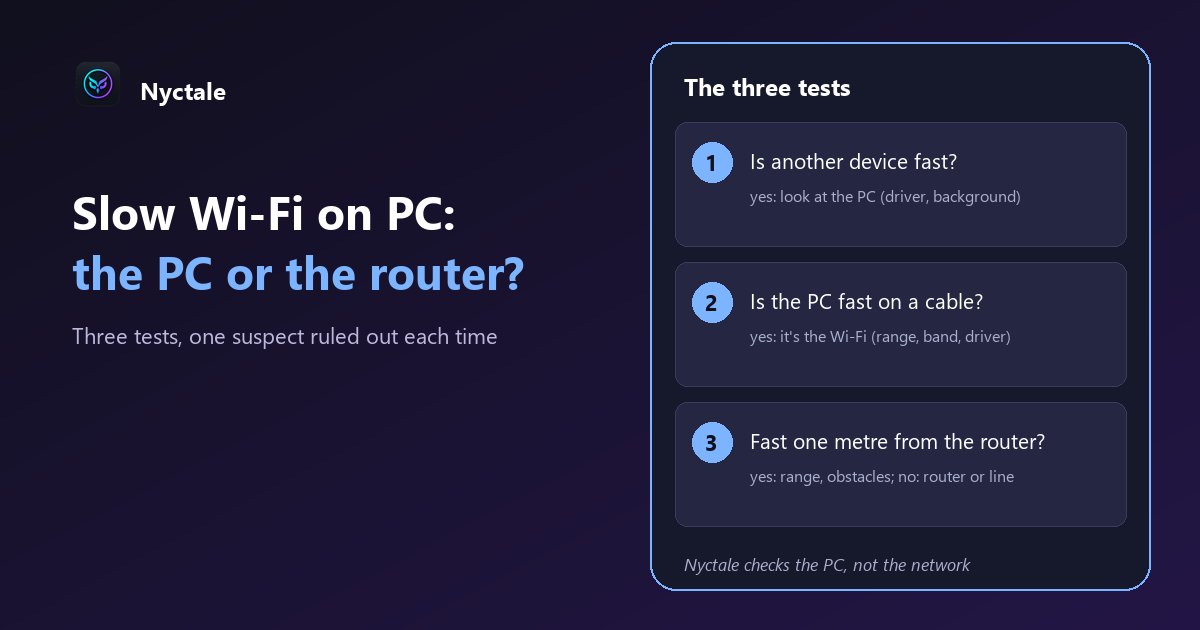 Nyctale
Slow Wi-Fi on PC:
the PC or the router?
Three tests, one suspect ruled out each time
The three tests
1
Is another device fast?
yes: look at the PC (driver, background)
2
Is the PC fast on a cable?
yes: it's the Wi-Fi (range, band, driver)
3
Fast one metre from the router?
yes: range, obstacles; no: router or line
Nyctale checks the PC, not the network